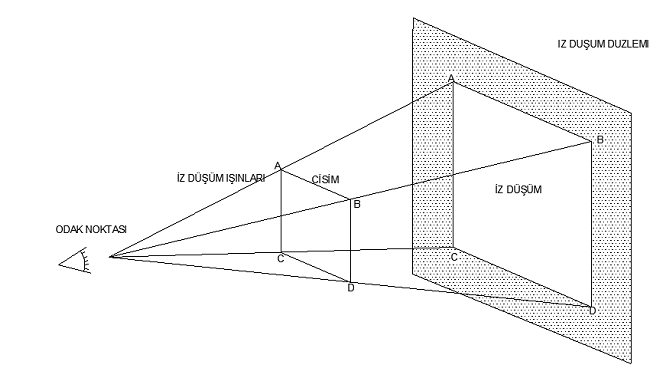 IZ DUŞUM DUZLEMI
A
B
A
İZ DÜŞÜM IŞINLARI
CİSİM
İZ DÜŞÜM
B
ODAK NOKTASI
C
C
D
D